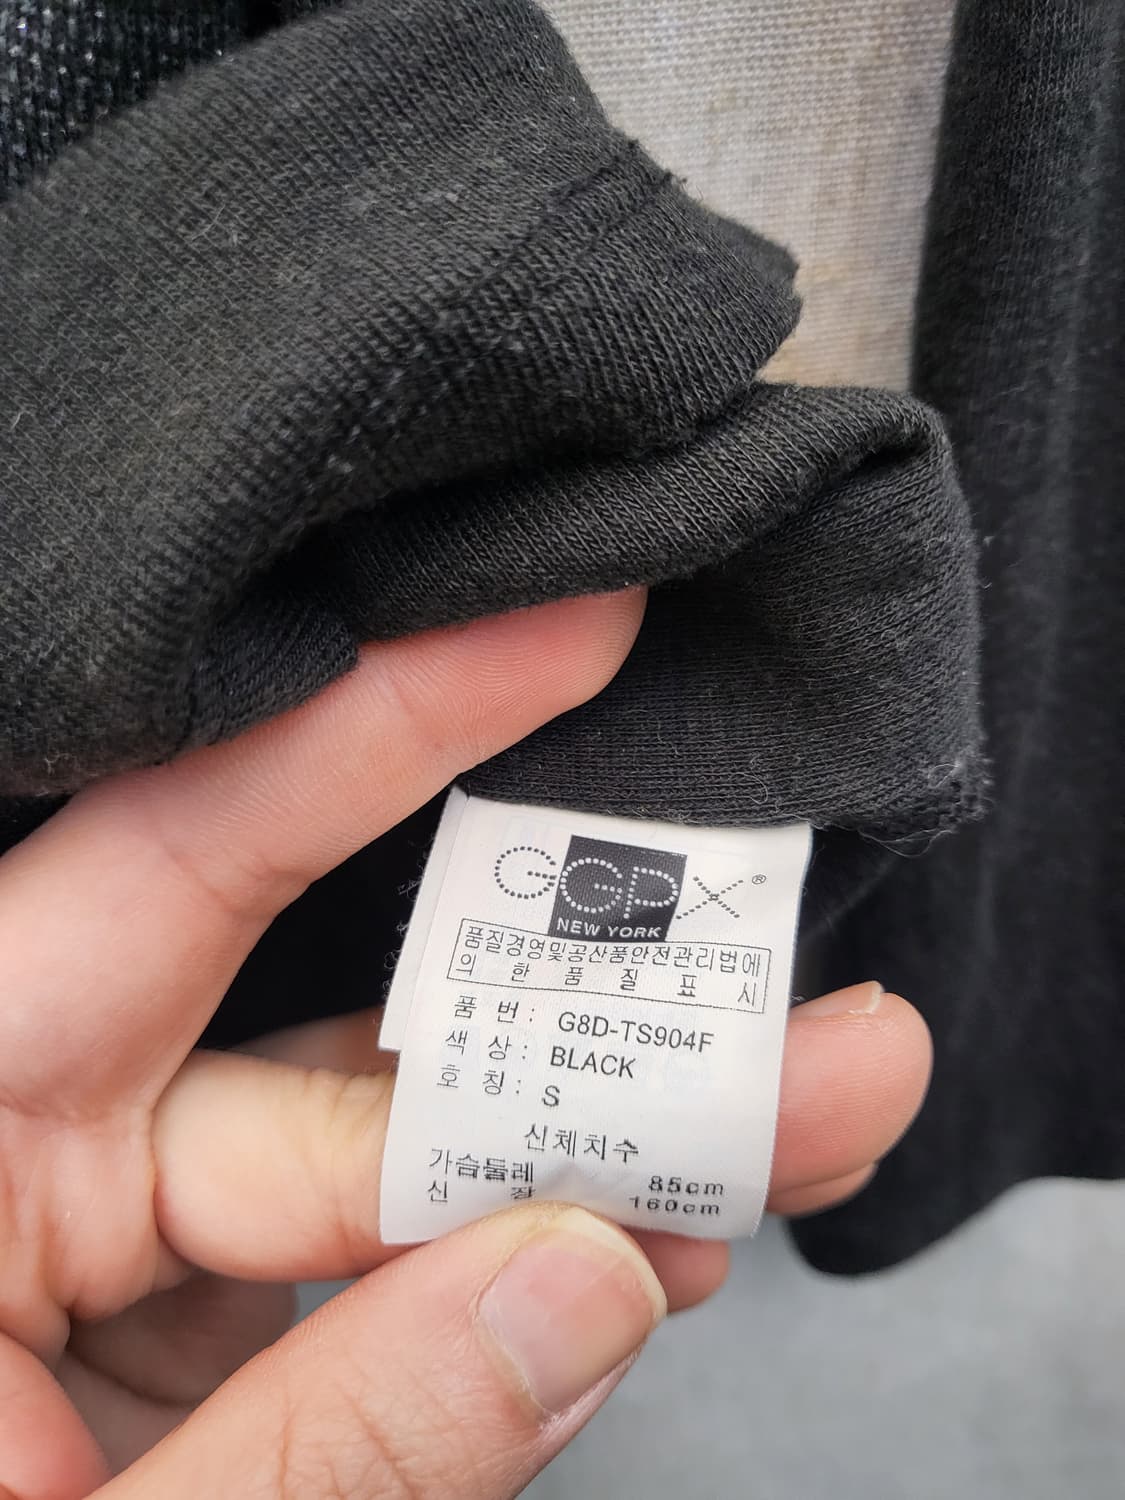 GGPX®
NEW YORK
품질경영및공산품안전관리법에
의 한 품 질 표 시
품 번 : G8D-TS904F
색 상 : BLACK
호 칭 : S
신체치수
가슴둘레 85cm
신 장 160cm